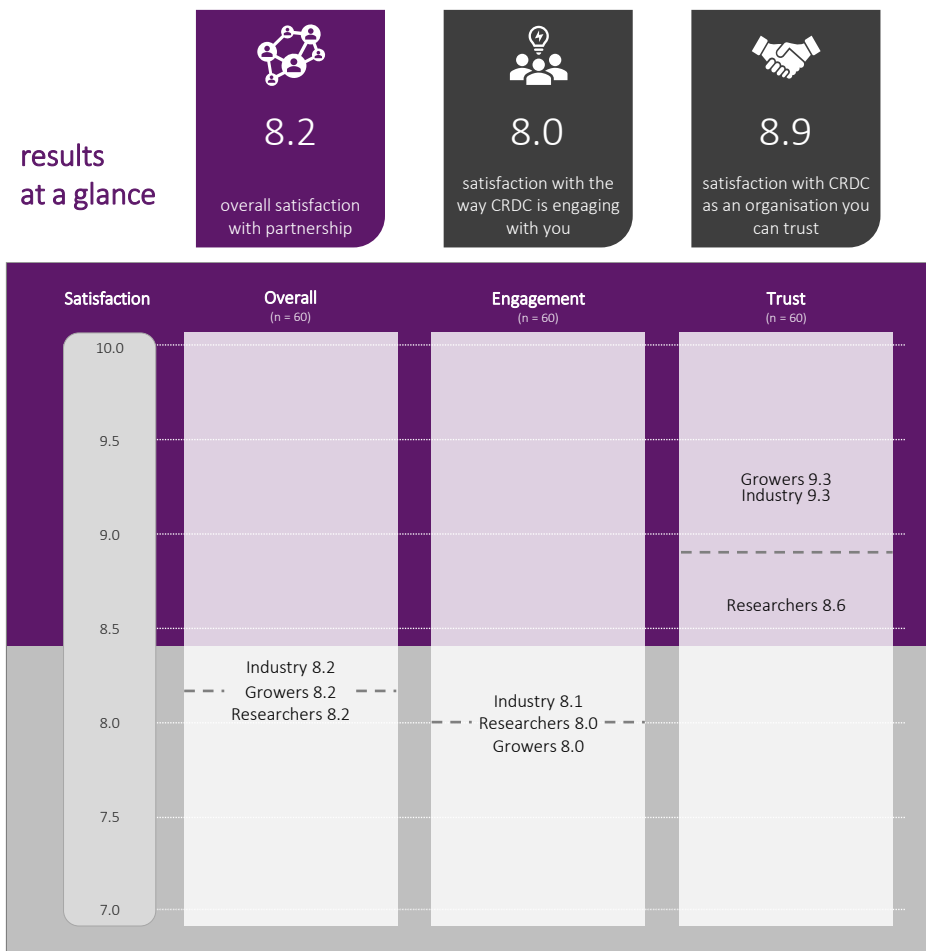 results
at a glance
8.2
overall satisfaction
with partnership
8.0
satisfaction with the
way CRDC is engaging
with you
8.9
satisfaction with CRDC
as an organisation you
can trust
Satisfaction
Overall
(n = 60)
Engagement
(n = 60)
Trust
(n = 60)
10.0
9.5
9.0
8.5
8.0
7.5
7.0
Industry 8.2
Growers 8.2
Researchers 8.2
Industry 8.1
Researchers 8.0
Growers 8.0
Growers 9.3
Industry 9.3
Researchers 8.6